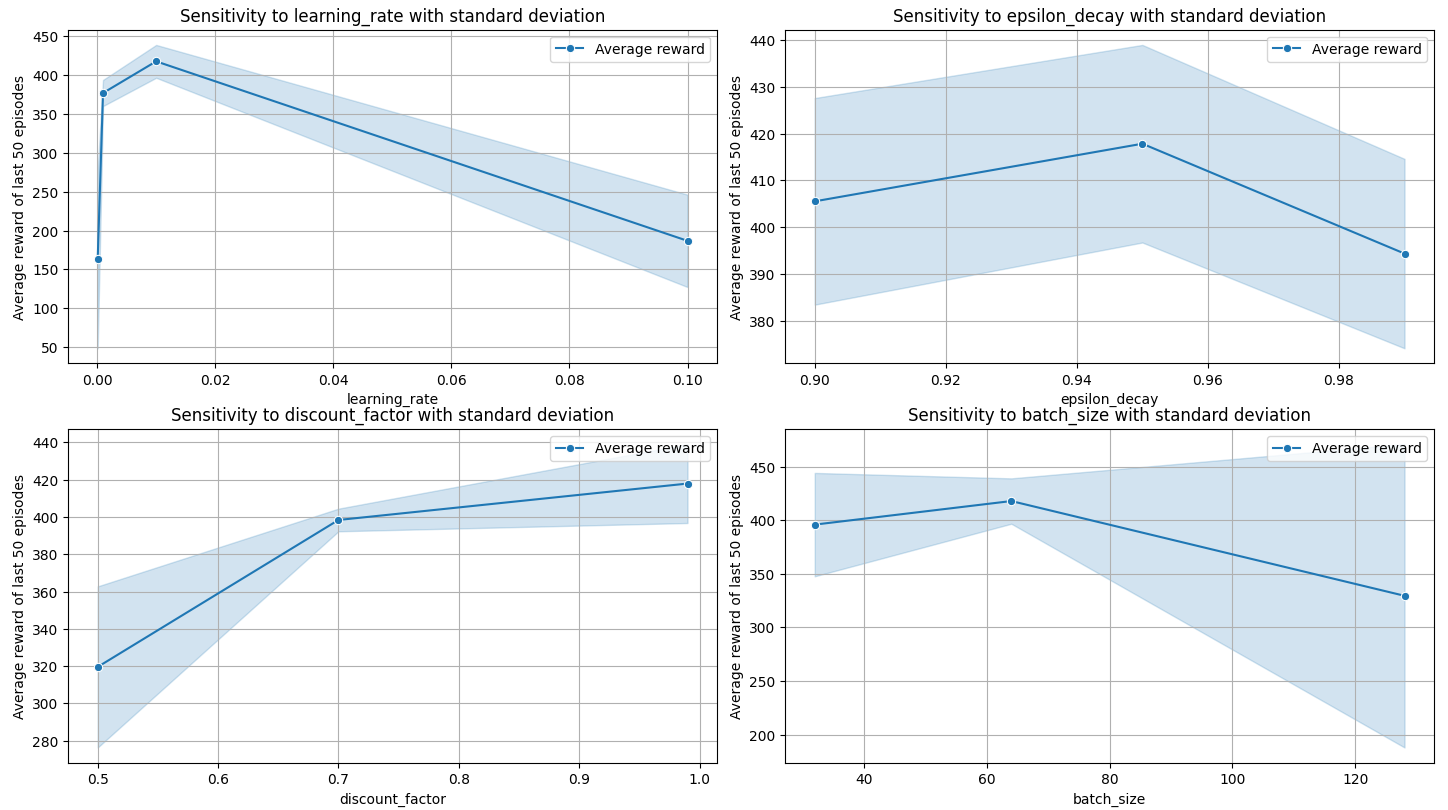 Sensitivity to learning_rate with standard deviation
Average reward of last 50 episodes
450
400
350
300
250
200
150
100
50
Average reward
0.00 0.02 0.04 0.06 0.08 0.10
learning_rate
Sensitivity to epsilon_decay with standard deviation
Average reward of last 50 episodes
440
430
420
410
400
390
380
Average reward
0.90 0.92 0.94 0.96 0.98
epsilon_decay
Sensitivity to discount_factor with standard deviation
Average reward of last 50 episodes
440
420
400
380
360
340
320
300
280
Average reward
0.5 0.6 0.7 0.8 0.9 1.0
discount_factor
Sensitivity to batch_size with standard deviation
Average reward of last 50 episodes
450
400
350
300
250
200
Average reward
40 60 80 100 120
batch_size